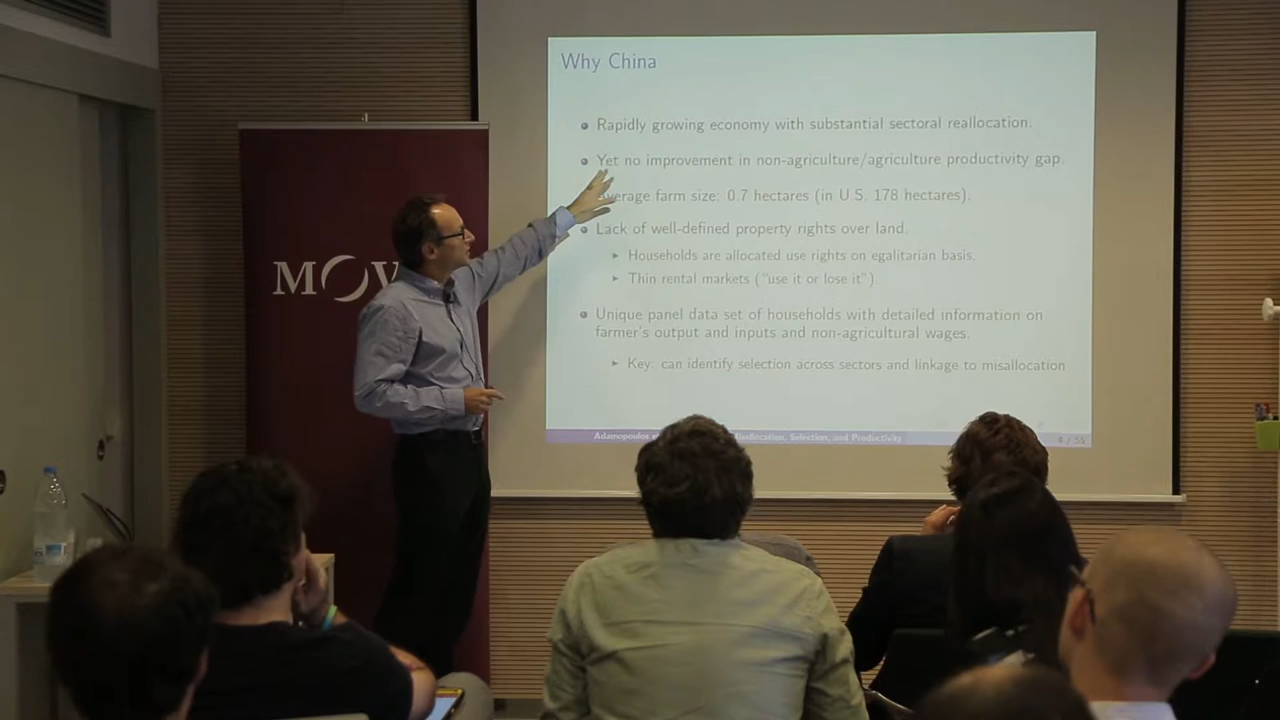 Why China
Rapidly growing economy with substantial sectoral reallocation.
Yet no improvement in non-agriculture/agriculture productivity gap.
verage farm size: 0.7 hectares (in U.S. 178 hectares).
Lack of well-defined property rights over land.
Households are allocated use rights on egalitarian basis.
Thin rental markets ("use it or lose it").
Unique panel data set of households with detailed information on
farmer's output and inputs and non-agricultural wages.
Key: can identify selection across sectors and linkage to misallocation
Adamopoulos Misallocation, Selection, and Productivity
MOV